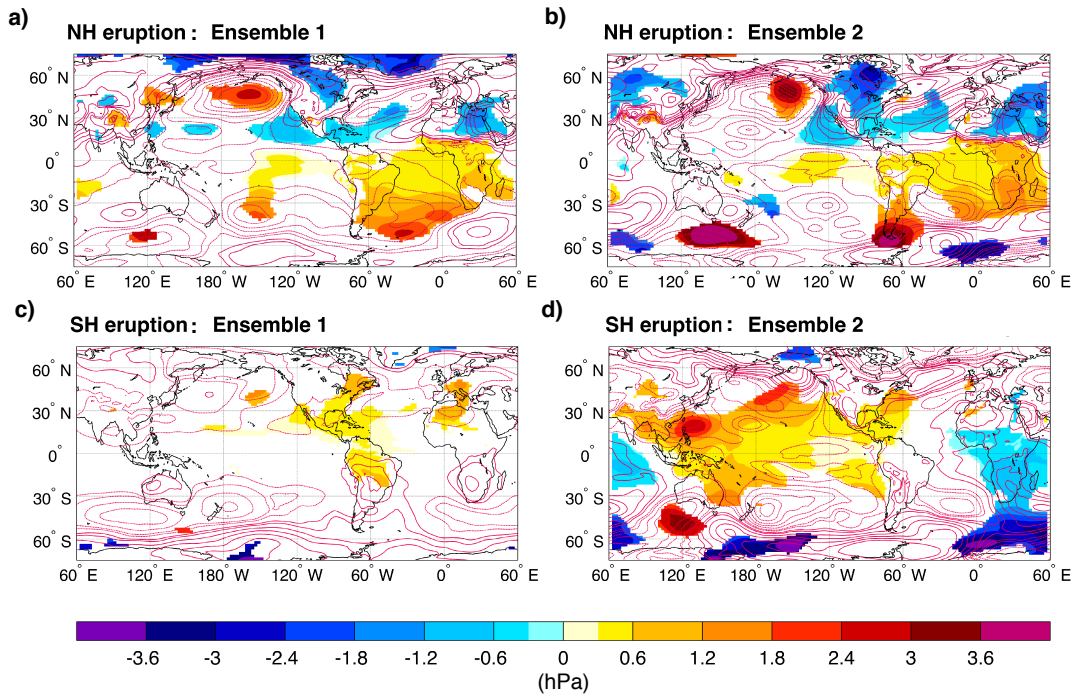 a)
NH eruption : Ensemble 1
60° N
30° N
0°
30° S
60° S
60° E 120° E 180° W 120° W 60° W 0 60° E
b)
NH eruption : Ensemble 2
60° N
30° N
0°
30° S
60° S
60° E 120° E 180° W 120° W 60° W 0 60° E
c)
SH eruption : Ensemble 1
60° N
30° N
0°
30° S
60° S
60° E 120° E 180° W 120° W 60° W 0 60° E
d)
SH eruption : Ensemble 2
60° N
30° N
0°
30° S
60° S
60° E 120° E 180° W 120° W 60° W 0 60° E
-3.6 -3 -2.4 -1.8 -1.2 -0.6 0 0.6 1.2 1.8 2.4 3 3.6
(hPa)